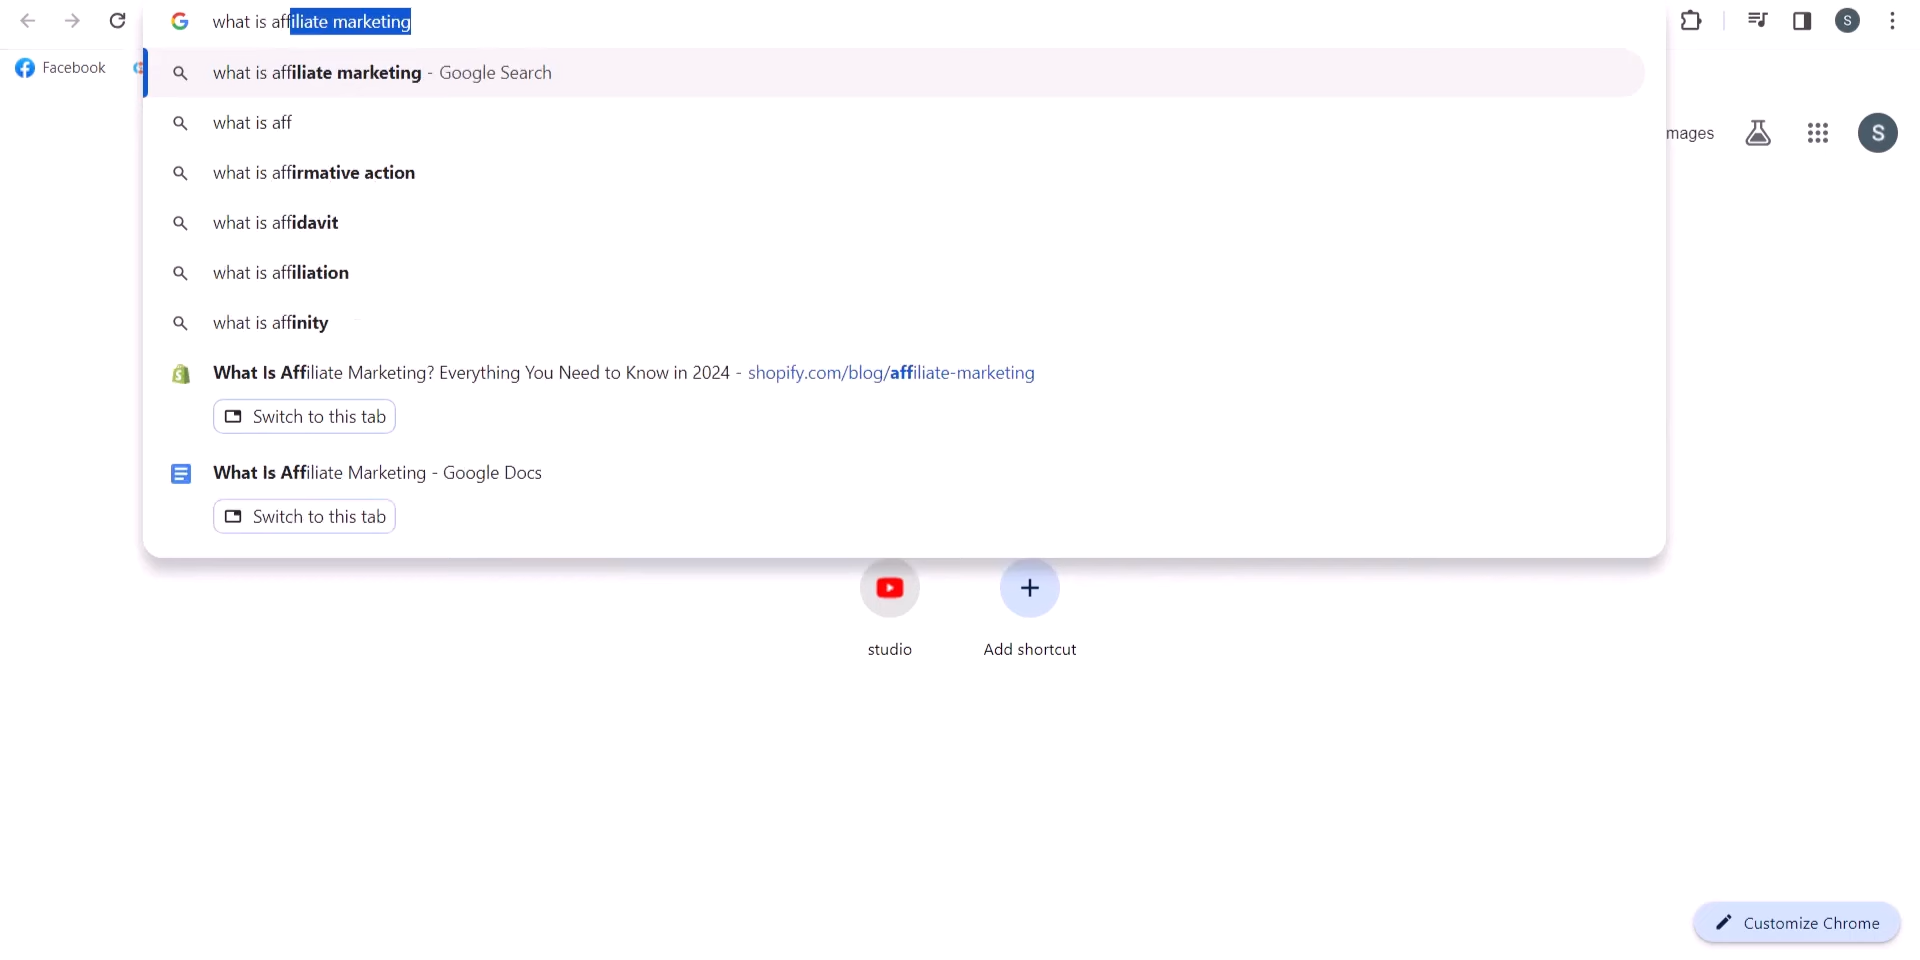 what is affiliate marketing
Facebook
what is affiliate marketing - Google Search
what is aff
mages
S
S
what is affirmative action
what is affidavit
what is affiliation
what is affinity
What Is Affiliate Marketing? Everything You Need to Know in 2024 - shopify.com/blog/affiliate-marketing
Switch to this tab
What Is Affiliate Marketing - Google Docs
Switch to this tab
studio
Add shortcut
Customize Chrome